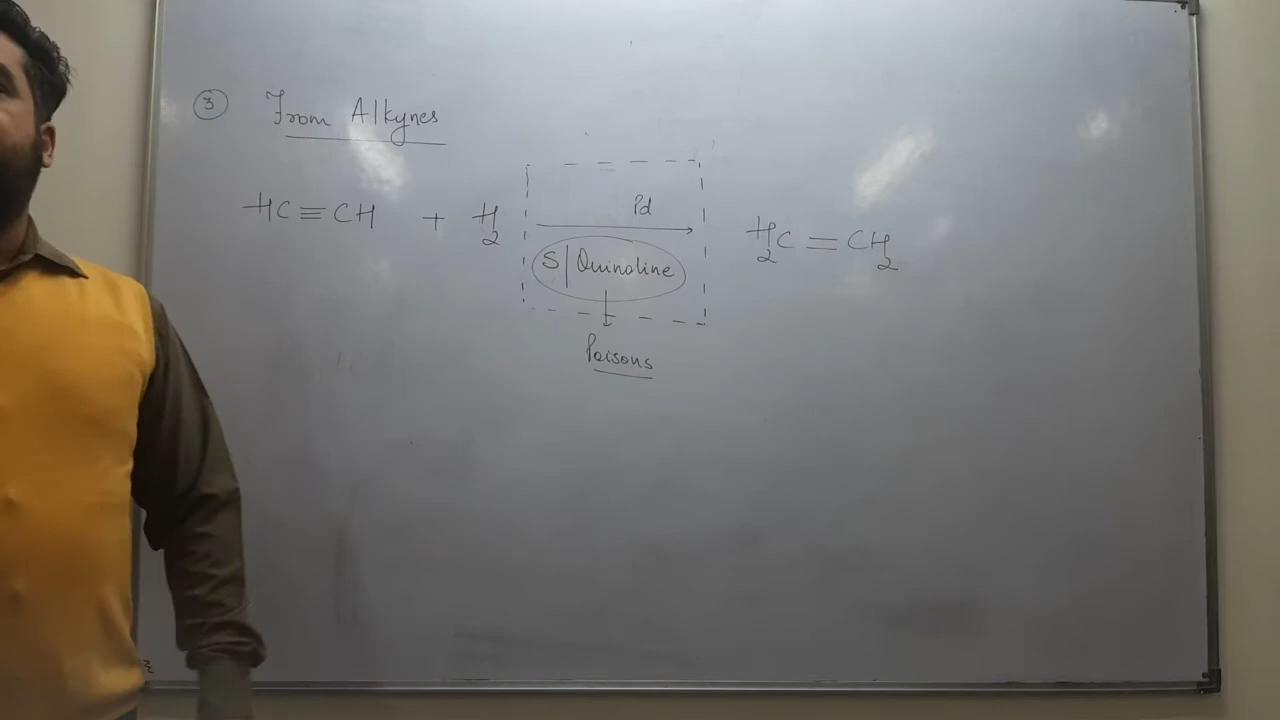 ③ From Alkynes
HC≡CH + H2 Pd H2C=CH2
S/Quinoline
Poisons